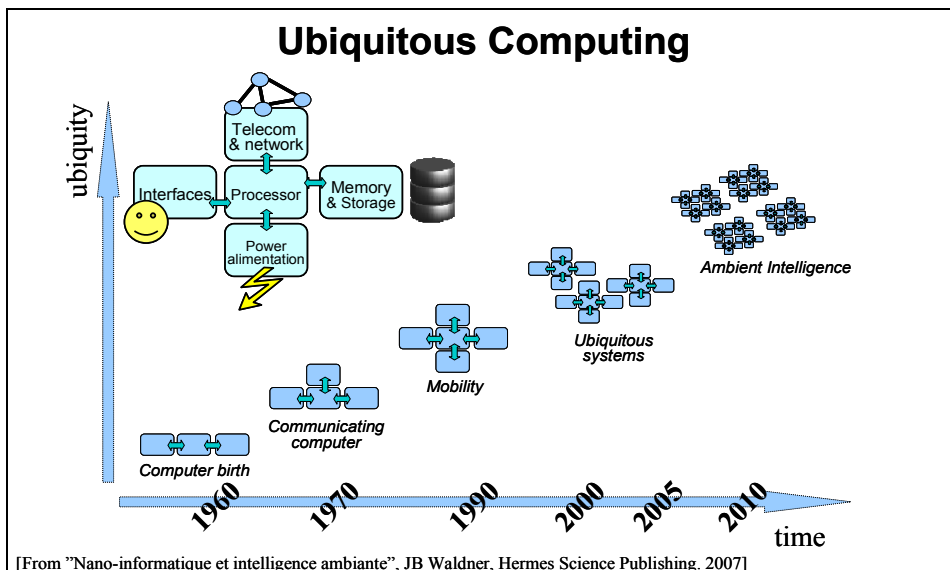 Ubiquitous Computing
ubiquity
Telecom
& network
Interfaces
Processor
Memory
& Storage
Power
alimentation
Ambient Intelligence
Ubiquitous
systems
Mobility
Communicating
computer
Computer birth
1960
1970
1990
2000
2005
2010
time
[From ”Nano-informatique et intelligence ambiante”, JB Waldner, Hermes Science Publishing, 2007]